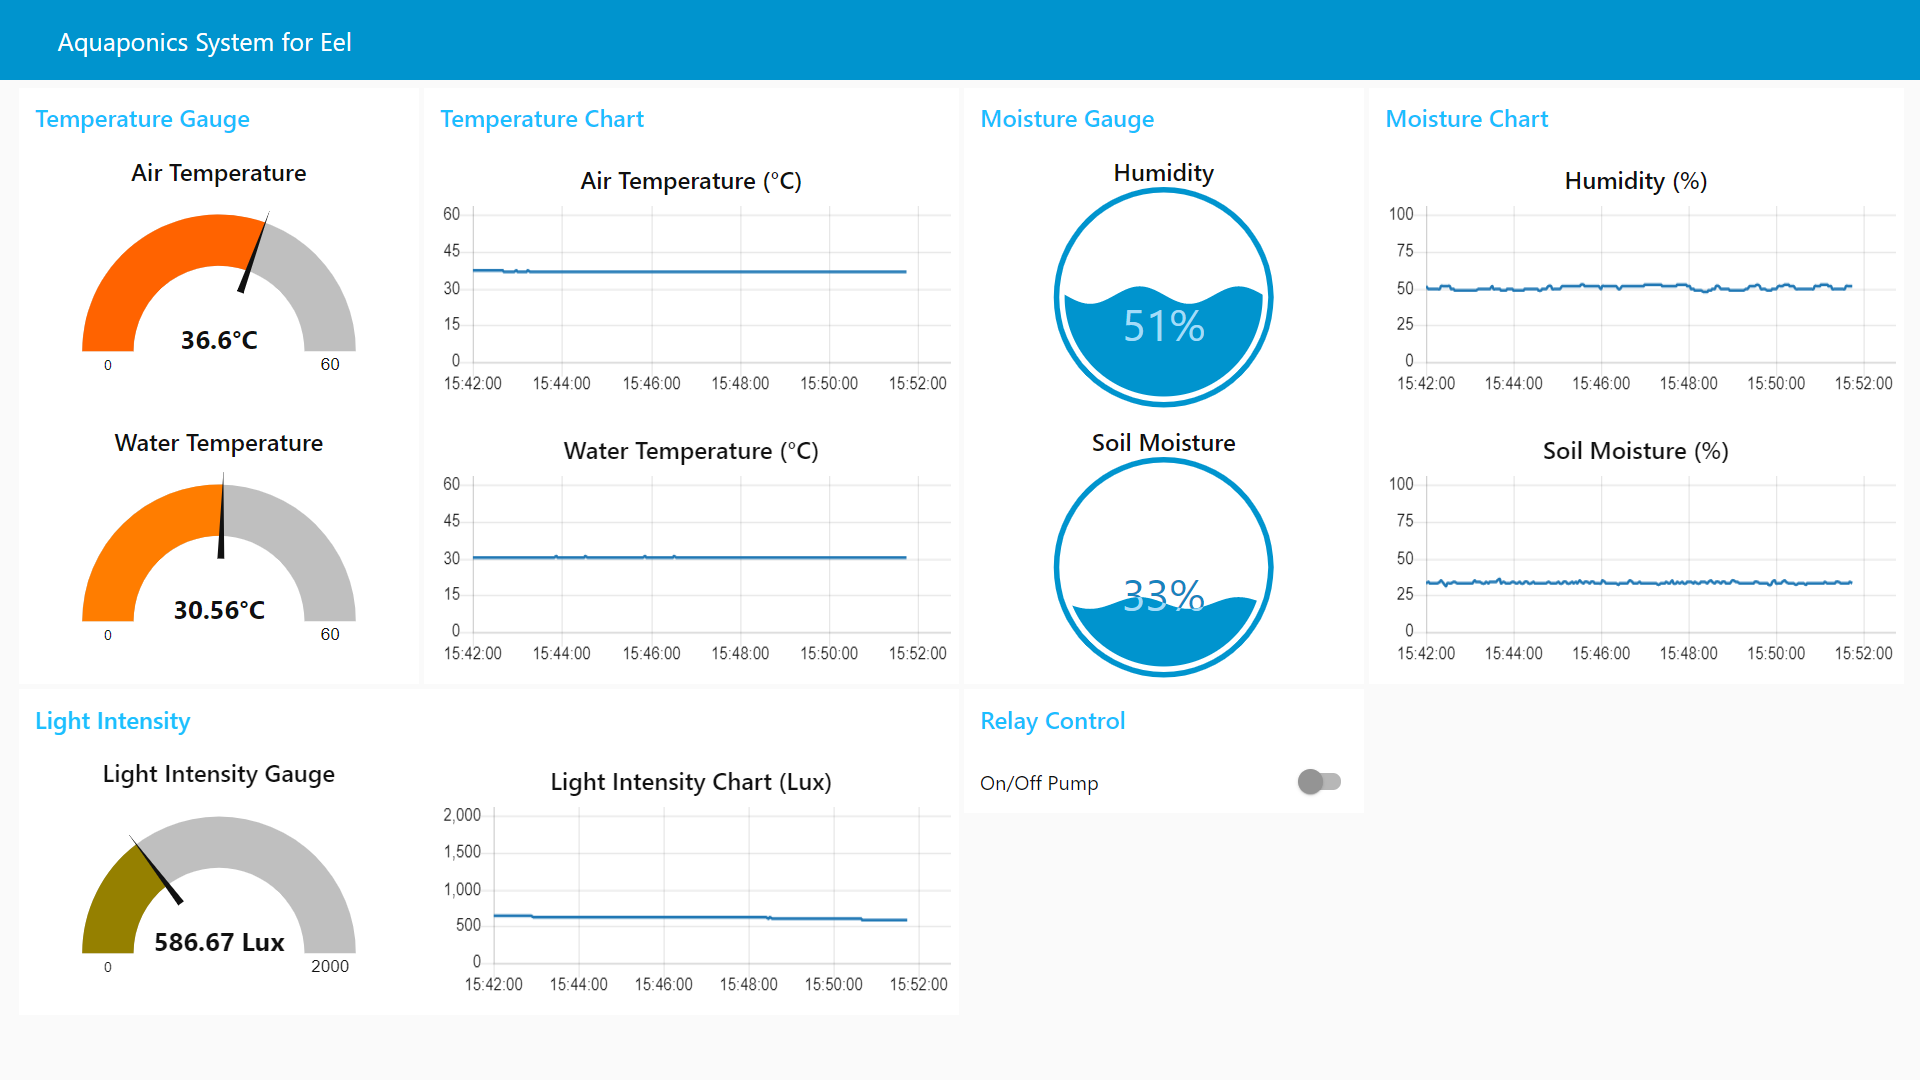 Aquaponics System for Eel
Temperature Gauge
Air Temperature
36.6°C
0
60
Water Temperature
30.56°C
0
60
Temperature Chart
Air Temperature (°C)
60
45
30
15
0
15:42:00 15:44:00 15:46:00 15:48:00 15:50:00 15:52:00
Water Temperature (°C)
60
45
30
15
0
15:42:00 15:44:00 15:46:00 15:48:00 15:50:00 15:52:00
Moisture Gauge
Humidity
51%
Soil Moisture
33%
Moisture Chart
Humidity (%)
100
75
50
25
0
15:42:00 15:44:00 15:46:00 15:48:00 15:50:00 15:52:00
Soil Moisture (%)
100
75
50
25
0
15:42:00 15:44:00 15:46:00 15:48:00 15:50:00 15:52:00
Light Intensity
Light Intensity Gauge
586.67 Lux
0
2000
Light Intensity Chart (Lux)
2,000
1,500
1,000
500
0
15:42:00 15:44:00 15:46:00 15:48:00 15:50:00 15:52:00
Relay Control
On/Off Pump